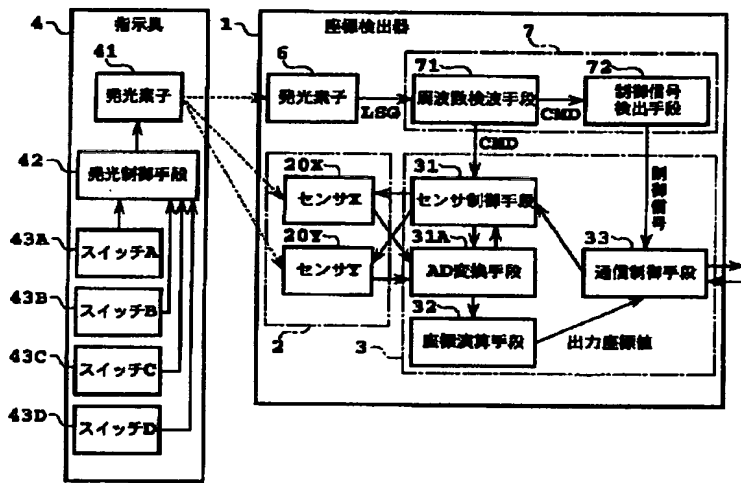 4
指示具
41
発光素子
42
発光制御手段
43A
スイッチA
43B
スイッチB
43C
スイッチC
43D
スイッチD
1
座標検出器
7
6
発光素子
LSG
71
周波数検波手段
CMD
72
制御信号
検出手段
CMD
制御信号
20X
センサX
20Y
センサY
2
31
センサ制御手段
31A
AD変換手段
32
座標演算手段
3
出力座標値
33
通信制御手段